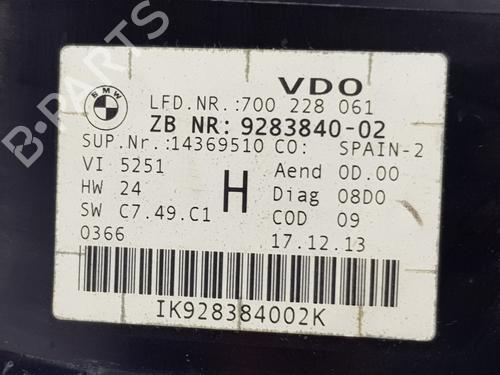 B-PARTS
BMW
VDO
LFD.NR.:700 228 061
ZB NR: 9283840-02
SUP.Nr.:14369510 CO: SPAIN-2
VI 5251 Aend 0D.00
HW 24 H Diag 08D0
SW C7.49.C1 COD 09
0366 17.12.13
IK928384002K